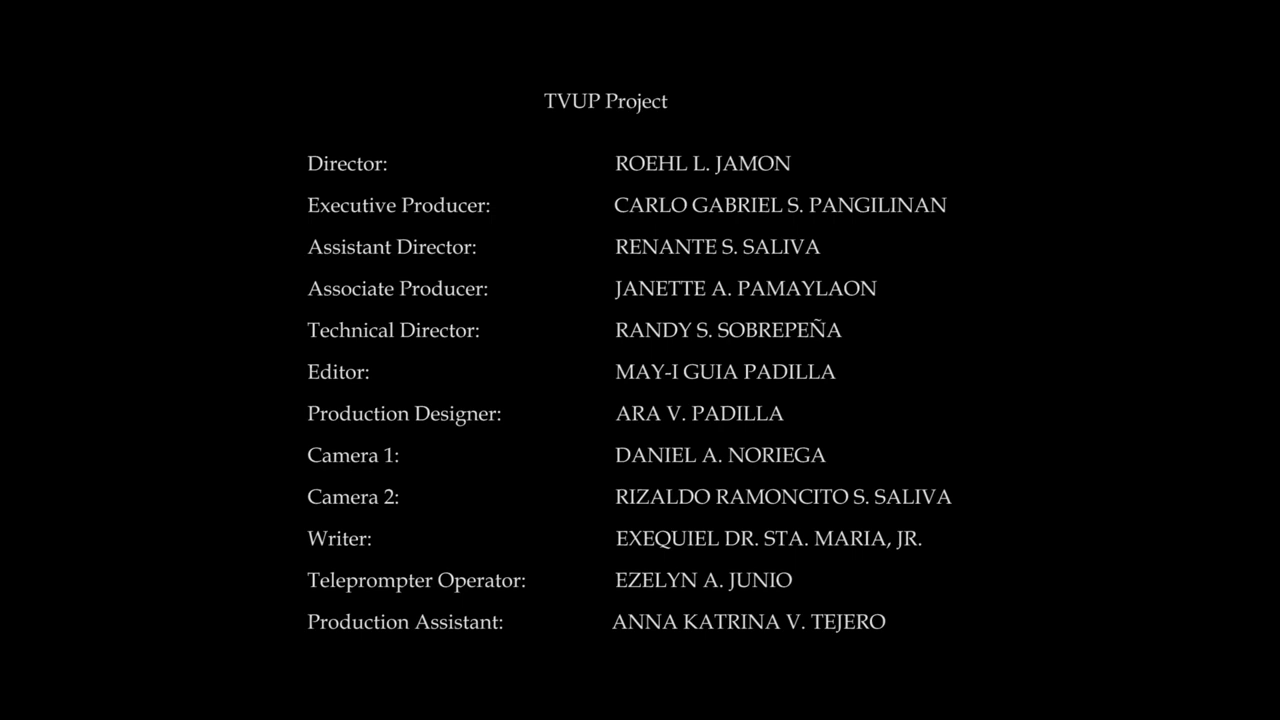 TVUP Project
Director: ROEHL L. JAMON
Executive Producer: CARLO GABRIEL S. PANGILINAN
Assistant Director: RENANTE S. SALIVA
Associate Producer: JANETTE A. PAMAYLAON
Technical Director: RANDY S. SOBREPEÑA
Editor: MAY-I GUIA PADILLA
Production Designer: ARA V. PADILLA
Camera 1: DANIEL A. NORIEGA
Camera 2: RIZALDO RAMONCITO S. SALIVA
Writer: EXEQUIEL DR. STA. MARIA, JR.
Teleprompter Operator: EZELYN A. JUNIO
Production Assistant: ANNA KATRINA V. TEJERO